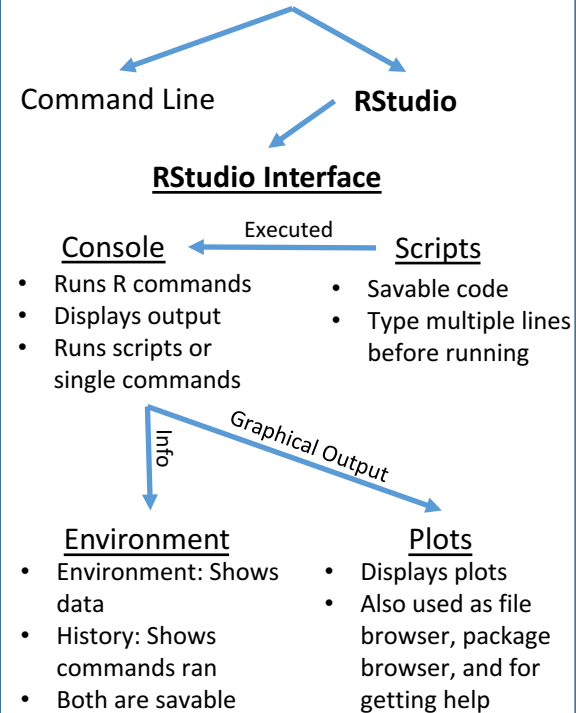 Command Line
RStudio
RStudio Interface
Executed
Console
• Runs R commands
• Displays output
• Runs scripts or
single commands
Scripts
• Savable code
• Type multiple lines
before running
Info
Graphical Output
Environment
• Environment: Shows
data
• History: Shows
commands ran
• Both are savable
Plots
• Displays plots
• Also used as file
browser, package
browser, and for
getting help